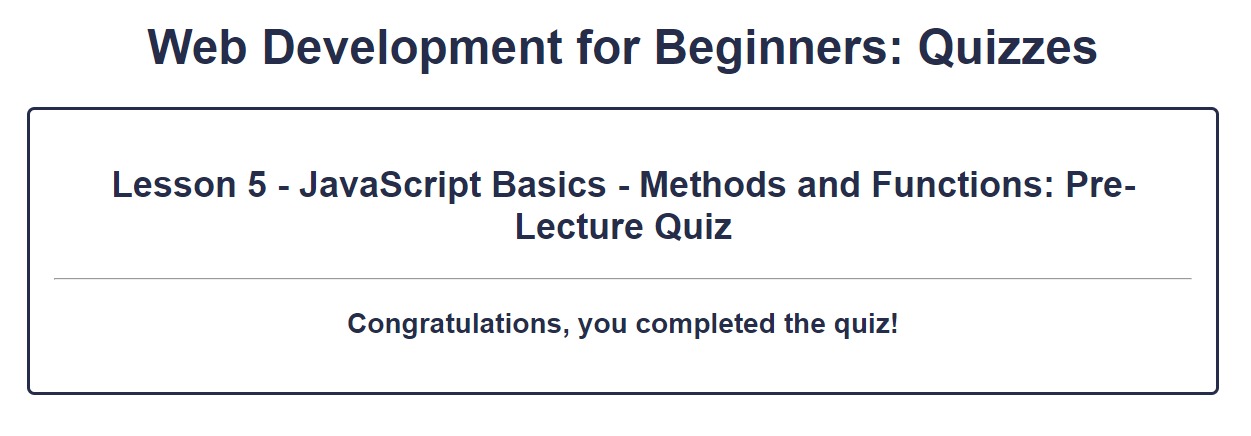 Web Development for Beginners: Quizzes
Lesson 5 - JavaScript Basics - Methods and Functions: Pre-
Lecture Quiz
Congratulations, you completed the quiz!